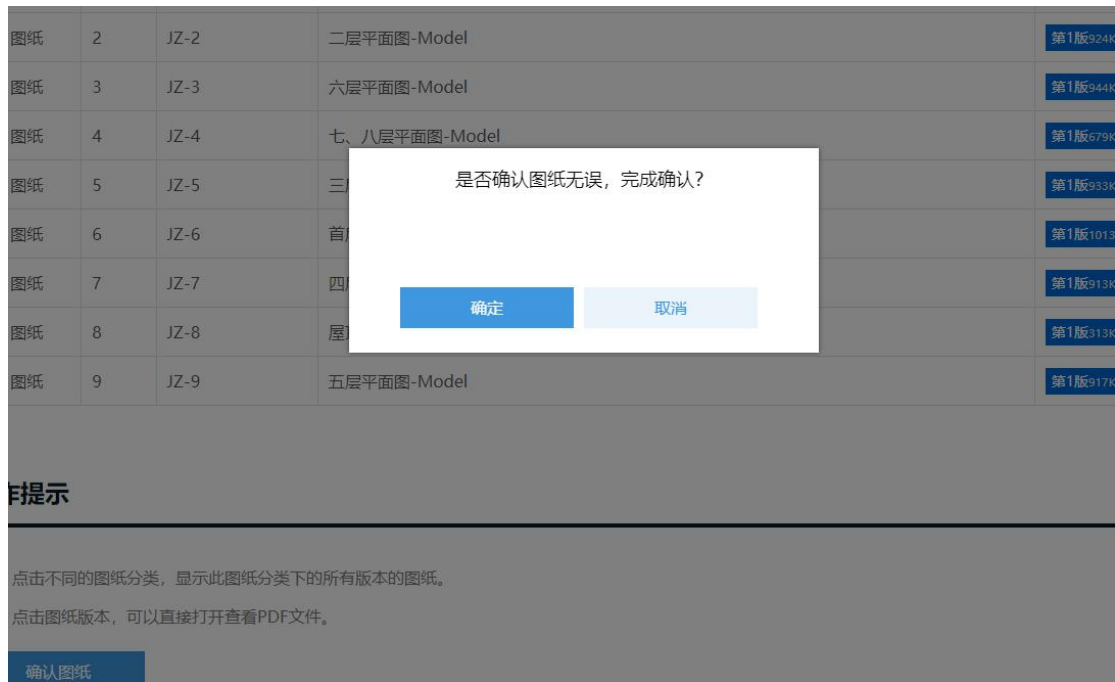 图纸 2 JZ-2 二层平面图-Model 第1版924K
图纸 3 JZ-3 六层平面图-Model 第1版944K
图纸 4 JZ-4 七、八层平面图-Model 第1版679K
图纸 5 JZ-5 三 第1版933K
是否确认图纸无误，完成确认？
图纸 6 JZ-6 首 第1版1013
图纸 7 JZ-7 四 第1版913K
确定 取消
图纸 8 JZ-8 屋 第1版313K
图纸 9 JZ-9 五层平面图-Model 第1版917K
作提示
点击不同的图纸分类，显示此图纸分类下的所有版本的图纸。
点击图纸版本，可以直接打开查看PDF文件。
确认图纸